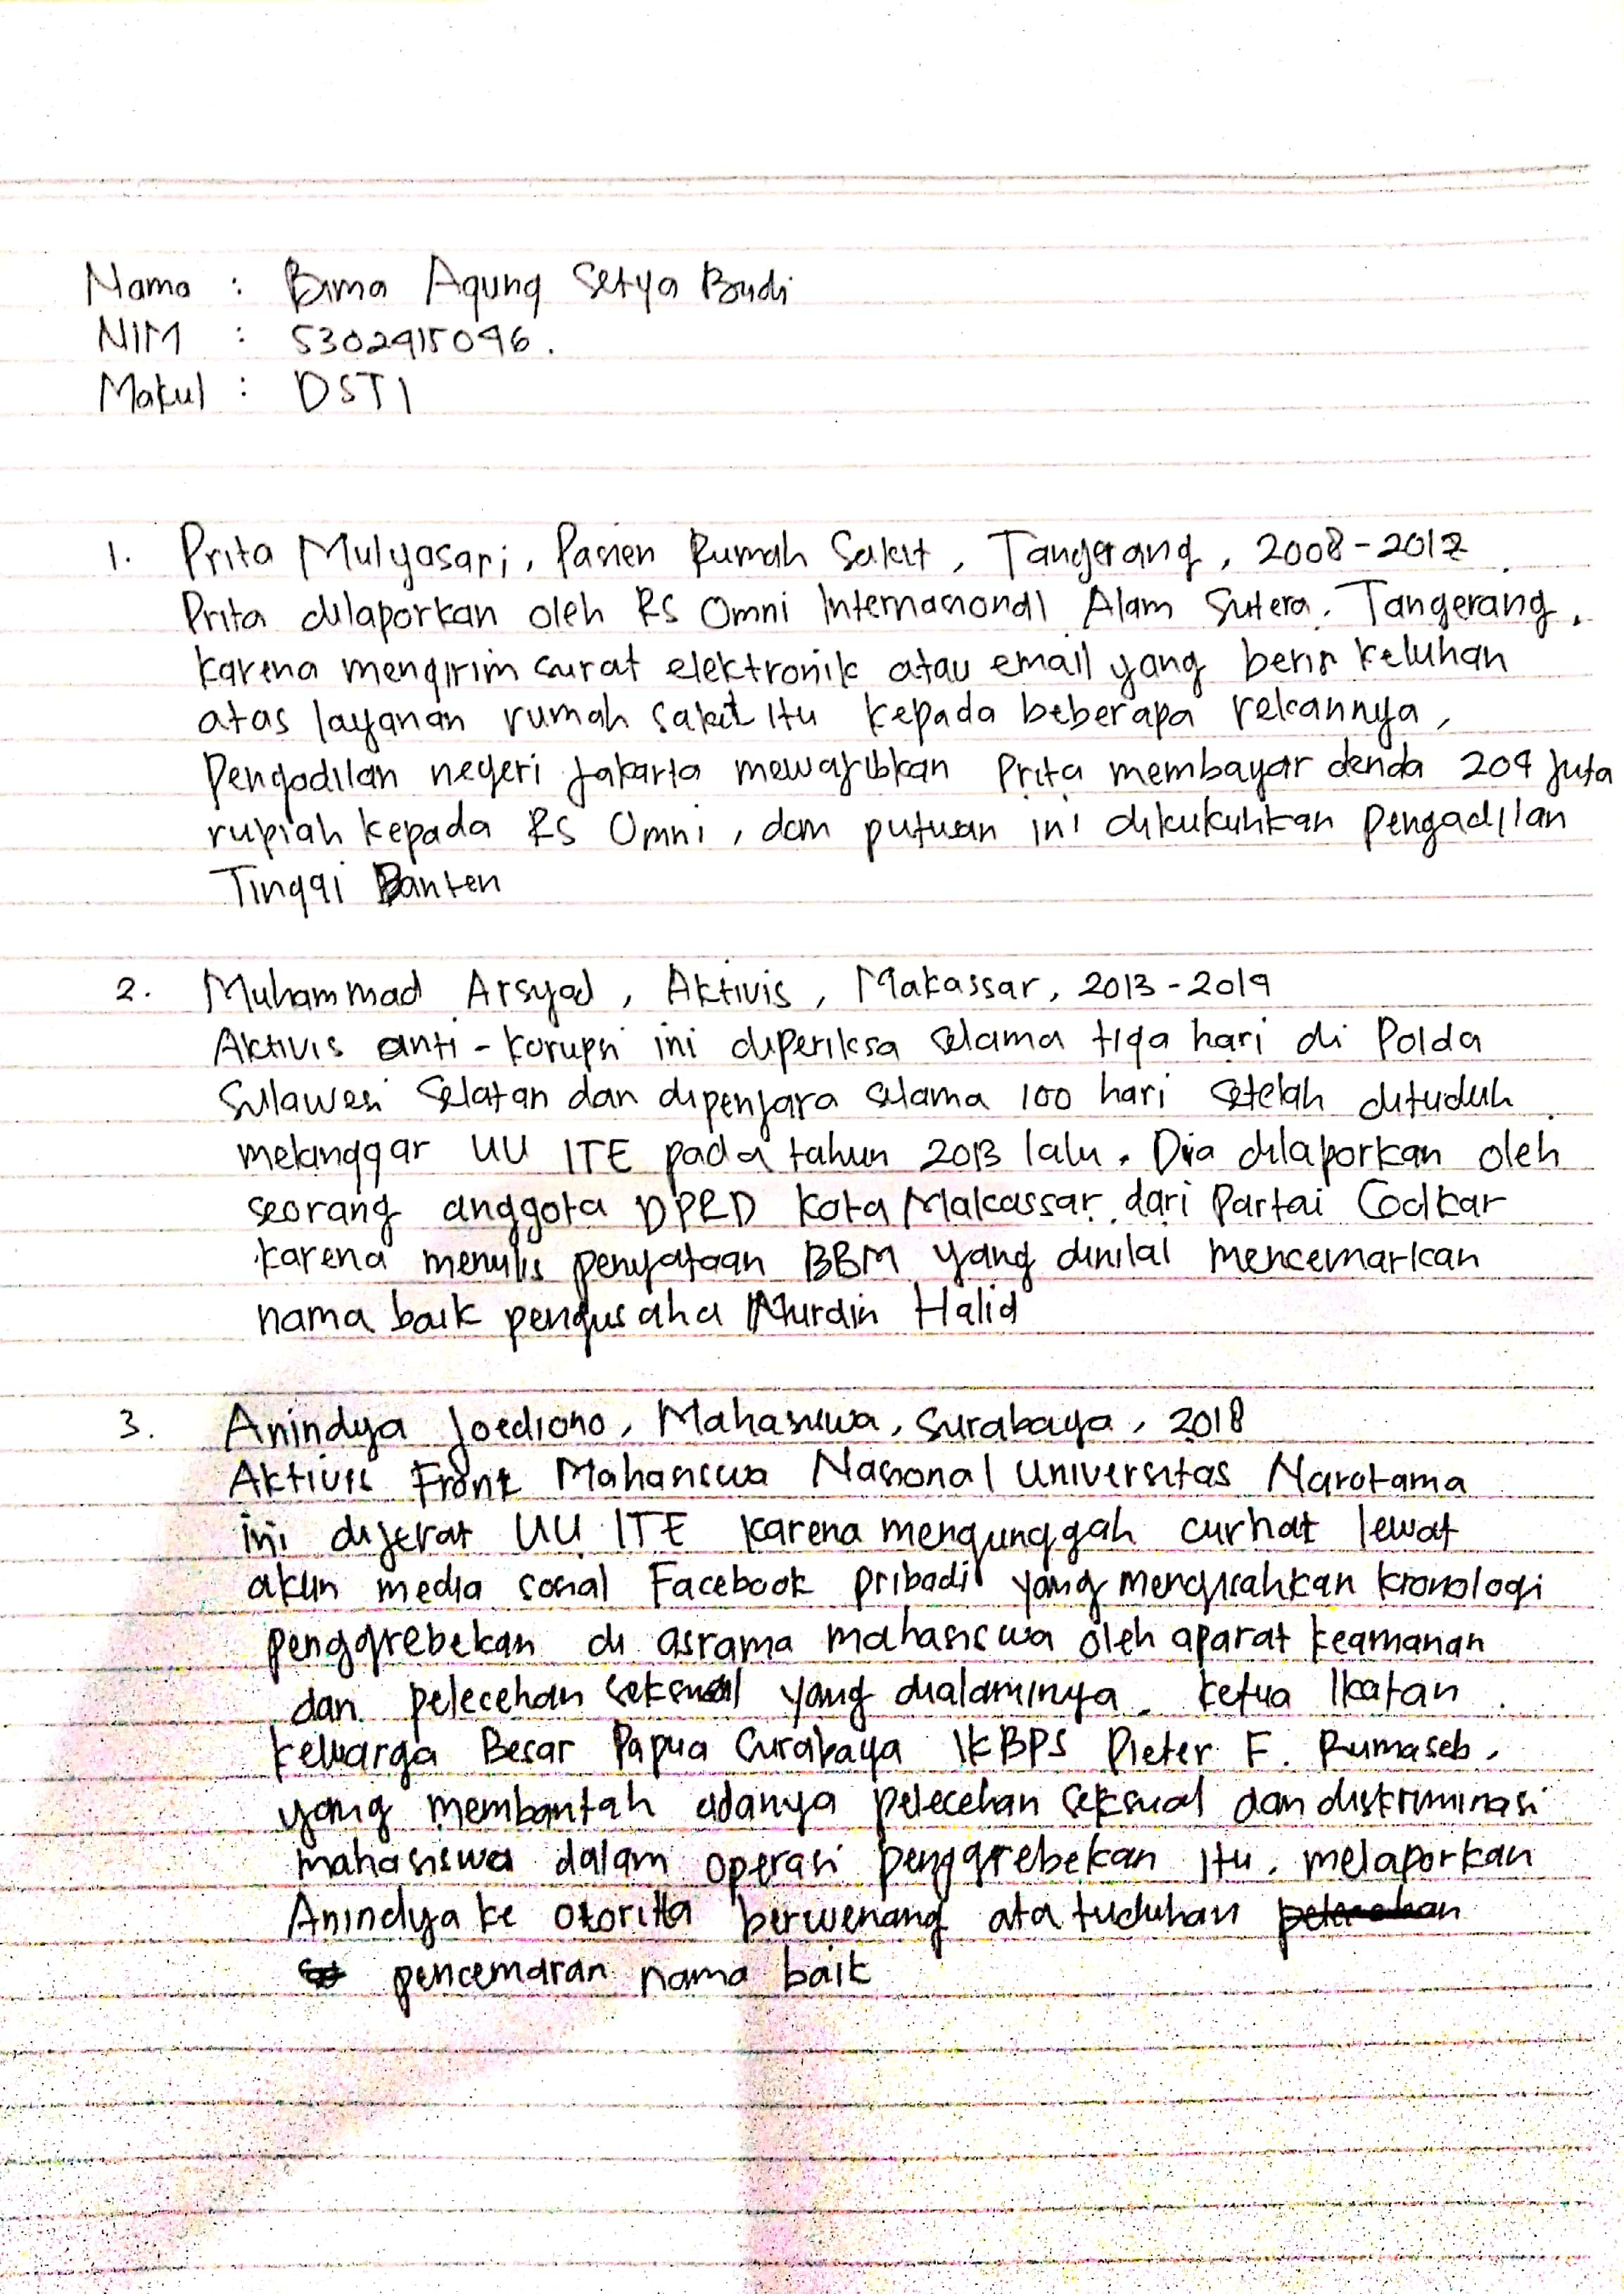 Nama : Bima Agung Setya Budi
NIM : 5302415046.
Makul : DSTI
1. Prita Mulyasari, Pasien Rumah Sakit, Tangerang, 2008-2012
Prita dilaporkan oleh RS Omni Internasional Alam Sutera, Tangerang,
karena mengirim surat elektronik atau email yang berisi keluhan
atas layanan rumah sakit itu kepada beberapa rekannya,
Pengadilan negeri Jakarta mewajibkan Prita membayar denda 204 juta
rupiah kepada RS Omni, dan putusan ini dikukuhkan Pengadilan
Tinggi Banten
2. Muhammad Arsyad, Aktivis, Makassar, 2013-2019
Aktivis anti-korupsi ini diperiksa selama tiga hari di Polda
Sulawesi Selatan dan dipenjara selama 100 hari setelah dituduh
melanggar UU ITE pada tahun 2013 lalu. Dia dilaporkan oleh
seorang anggota DPRD Kota Makassar dari Partai Golkar
karena menulis penyataan BBM yang dinilai mencemarkan
nama baik pengusaha Nurdin Halid
3. Anindya Joediono, Mahasiswa, Surabaya, 2018
Aktivis Front Mahasiswa Nasional Universitas Narotama
ini dijerat UU ITE karena mengunggah curhat lewat
akun media sosial Facebook pribadi yang mengisahkan kronologi
penggrebekan di asrama mahasiswa oleh aparat keamanan
dan pelecehan seksual yang dialaminya. Ketua Ikatan
keluarga Besar Papua Surabaya IKBPS Pieter F. Rumaseb,
yang membantah adanya pelecehan seksual dan diskriminasi
mahasiswa dalam operasi penggrebekan itu, melaporkan
Anindya ke otorita berwenang ata tuduhan
pencemaran nama baik